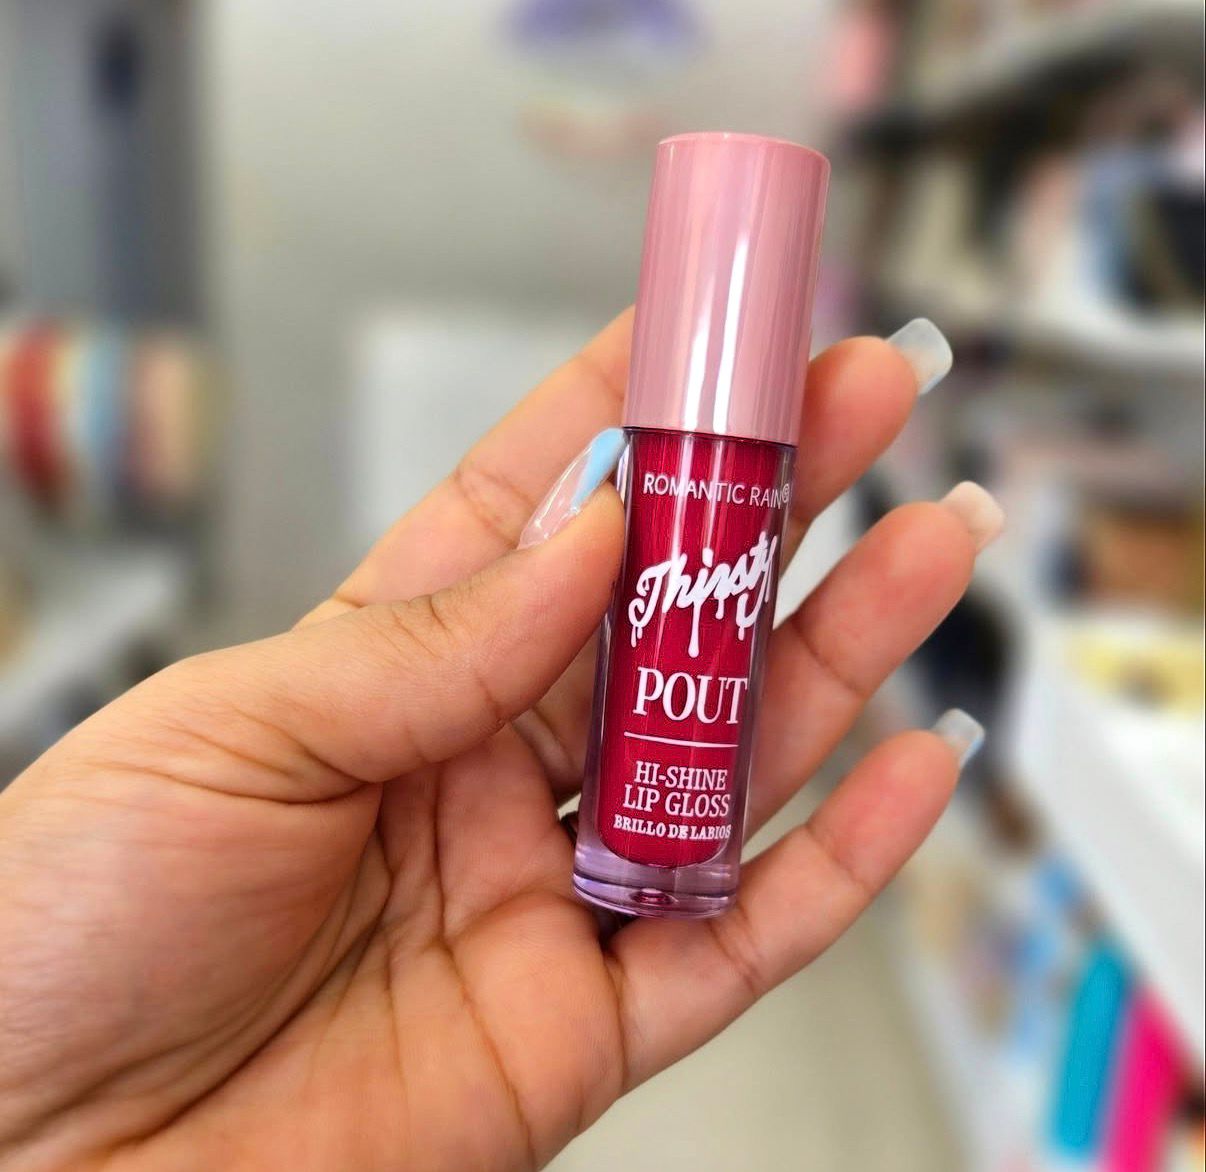 ROMANTIC RAIN®
Thirsty
POUT
HI-SHINE
LIP GLOSS
BRILLO DE LABIOS